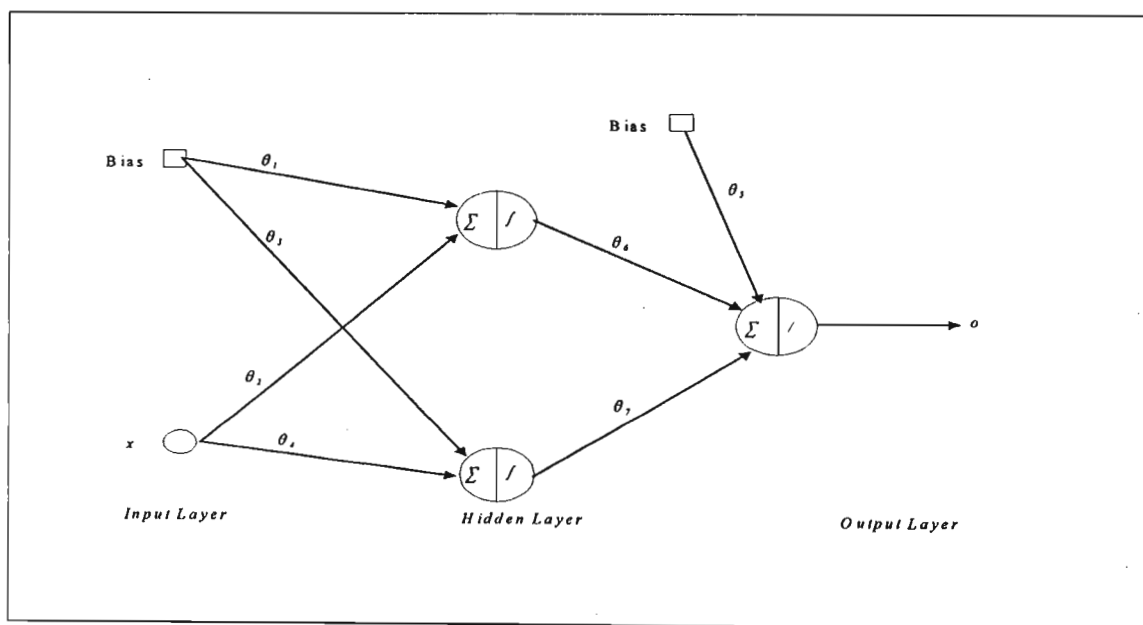 Bias
θ₁
Bias
θ₃
Σ ∫
θ₆
θ₅
Σ /
o
θ₂
θ₇
x
θ₄
Σ ∫
Input Layer
Hidden Layer
Output Layer